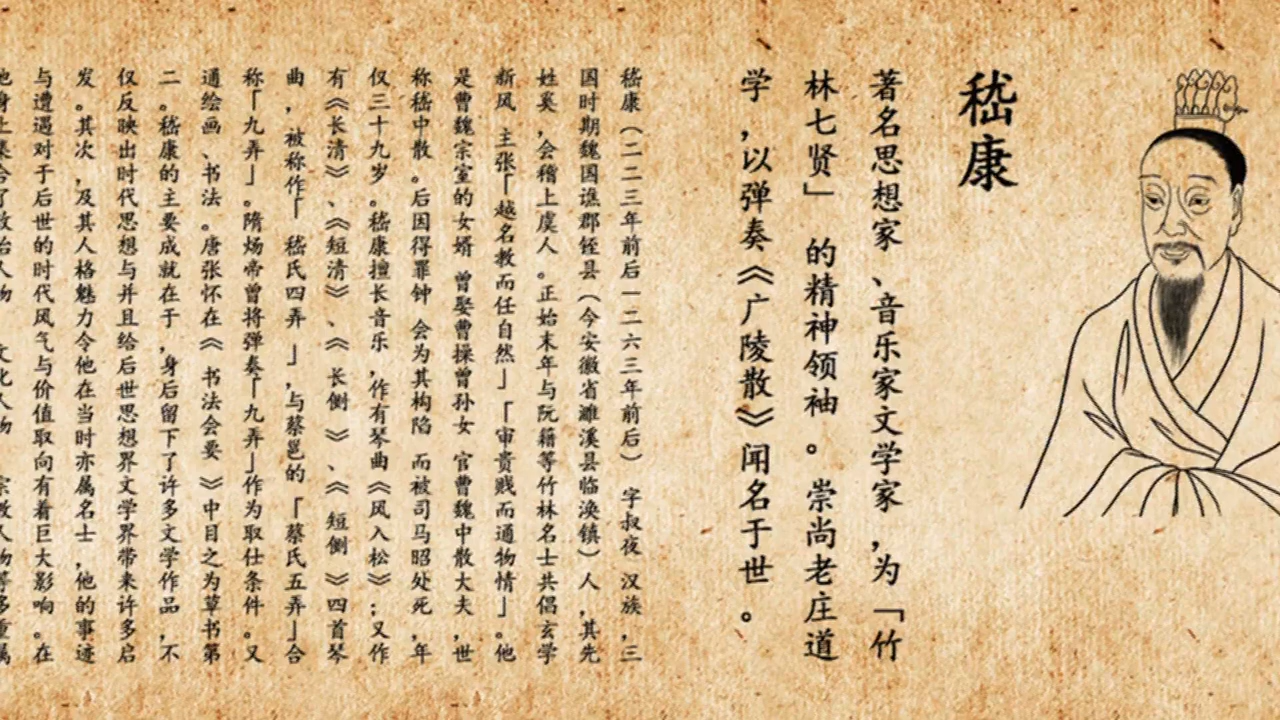 嵇康
著名思想家、音乐家文学家,为「竹
林七贤」 的精神领袖。崇尚老庄道
学,以弹奏《广陵散》闻名于世。
嵇康(二二三年前后一二六三年前后) 字叔夜 汉族,三
国时期魏国谯郡铚县(今安徽省濉溪县临涣镇)人,其先
姓奚,会稽上虞人。正始末年与阮籍等竹林名士共倡玄学
新风 主张「越名教而任自然」「审贵贱而通物情」。他
是曹魏宗室的女婿 曾娶曹操曾孙女 官曹魏中散大夫,世
称嵇中散。后因得罪钟 会为其构陷 而被司马昭处死,年
仅三十九岁。嵇康擅长音乐,作有琴曲《风入松》;又作
有《长清》、《短清》、《 长侧 》、《 短侧 》四首琴
曲,被称作「 嵇氏四弄 」,与蔡邕的「蔡氏五弄」合
称「九弄」。隋炀帝曾将弹奏「九弄」作为取仕条件。又
通绘画、书法。唐张怀在《 书法会要 》中目之为草书第
二。嵇康的主要成就在于,身后留下了许多文学作品,不
仅反映出时代思想与并且给后世思想界文学界带来许多启
发。其次,及其人格魅力令他在当时亦属名士,他的事迹
与遭遇对于后世的时代风气与价值取向有着巨大影响。在